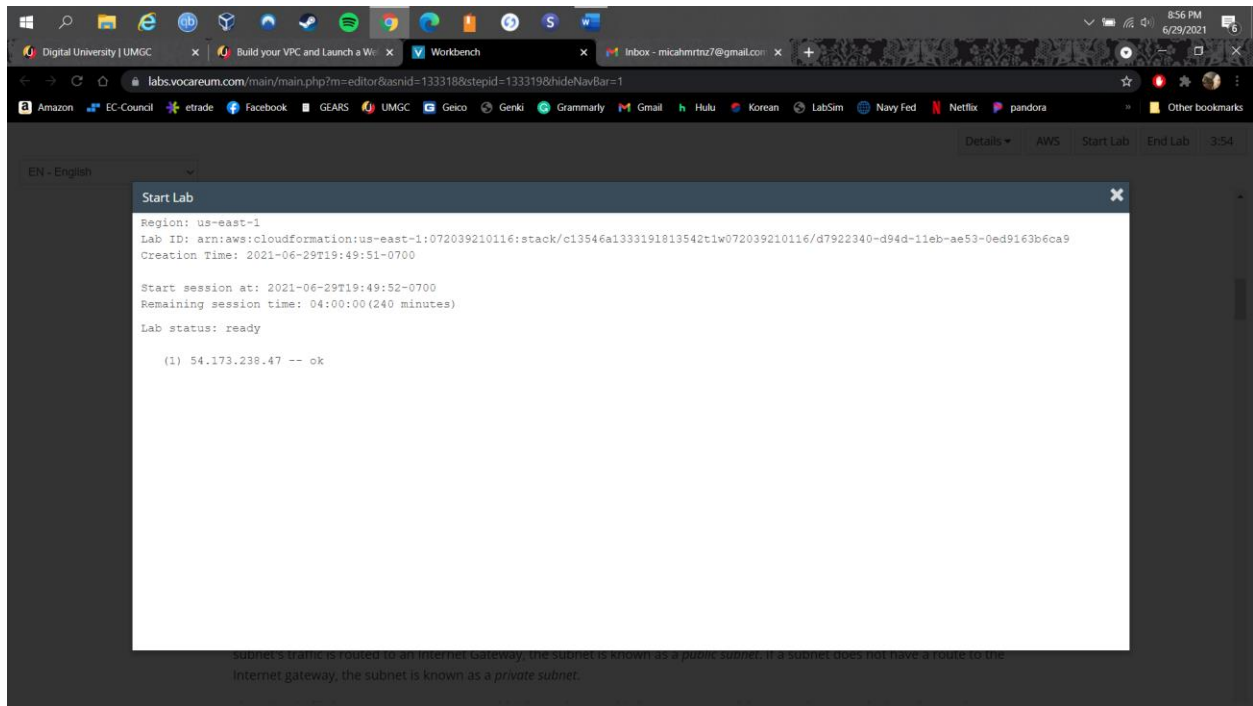 8:56 PM
6/29/2021
6
Digital University | UMGC
Build your VPC and Launch a We
Workbench
Inbox - micahmrtnz7@gmail.com
labs.vocareum.com/main/main.php?m=editor&asnid=133318&stepid=133319&hideNavBar=1
Amazon EC-Council etrade Facebook GEARS UMGC Geico Genki Grammarly Gmail Hulu Korean LabSim Navy Fed Netflix pandora » Other bookmarks
Details AWS Start Lab End Lab 3:54
EN - English
Start Lab
Region: us-east-1
Lab ID: arn:aws:cloudformation:us-east-1:072039210116:stack/c13546a1333191813542t1w072039210116/d7922340-d94d-11eb-ae53-0ed9163b6ca9
Creation Time: 2021-06-29T19:49:51-0700
Start session at: 2021-06-29T19:49:52-0700
Remaining session time: 04:00:00(240 minutes)
Lab status: ready
(1) 54.173.238.47 -- ok
subnet's traffic is routed to an Internet Gateway, the subnet is known as a public subnet. If a subnet does not have a route to the
Internet gateway, the subnet is known as a private subnet.